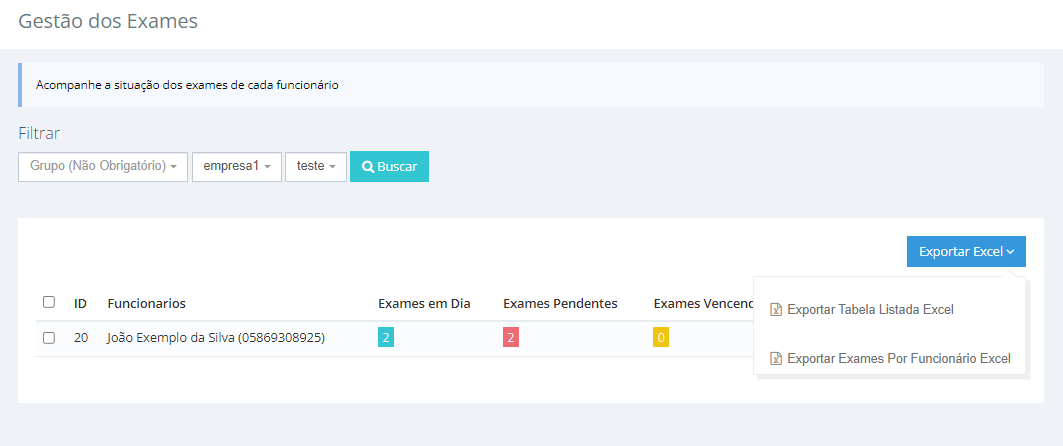 Gestão dos Exames
Acompanhe a situação dos exames de cada funcionário
Filtrar
Grupo (Não Obrigatório) empresa1 teste Buscar
Exportar Excel
ID Funcionarios Exames em Dia Exames Pendentes Exames Vencend
Exportar Tabela Listada Excel
20 João Exemplo da Silva (05869308925) 2 2 0
Exportar Exames Por Funcionário Excel